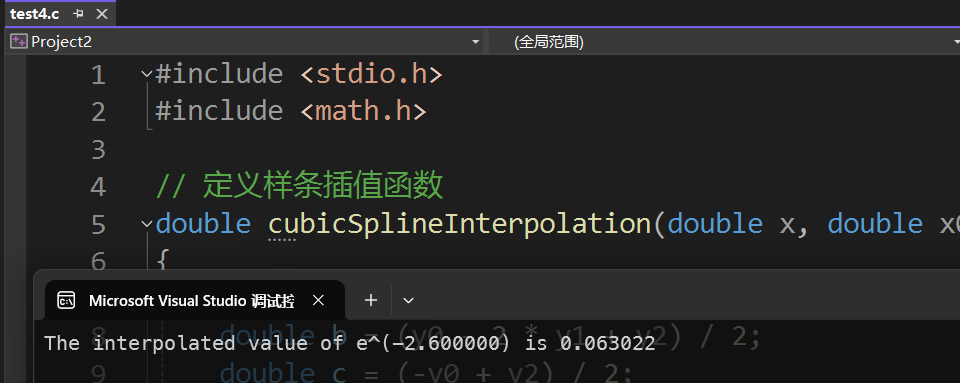 test4.c
Project2
(全局范围)
1 #include <stdio.h>
2 #include <math.h>
3
4 // 定义样条插值函数
5 double cubicSplineInterpolation(double x, double x0
6 {
Microsoft Visual Studio 调试控
The interpolated value of e^(-2.600000) is 0.063022
8 double b = (y0 - 2 * y1 + y2) / 2;
9 double c = (-y0 + y2) / 2;